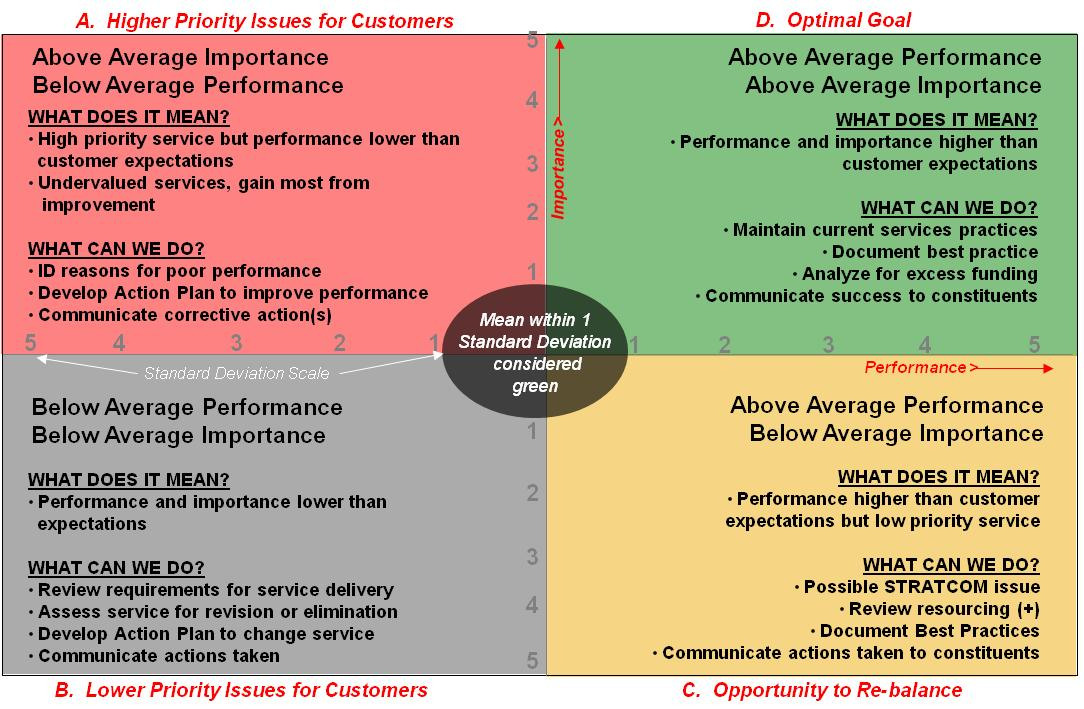 A.  Higher Priority Issues for Customers
Above Average Importance
Below Average Performance
WHAT DOES IT MEAN?
· High priority service but performance lower than
customer expectations
· Undervalued services, gain most from
improvement
WHAT CAN WE DO?
· ID reasons for poor performance
· Develop Action Plan to improve performance
· Communicate corrective action(s)
D.  Optimal Goal
Above Average Performance
Above Average Importance
WHAT DOES IT MEAN?
· Performance and importance higher than
customer expectations
WHAT CAN WE DO?
· Maintain current services practices
· Document best practice
· Analyze for excess funding
· Communicate success to constituents
5
4
3
2
1
Importance >
5 4 3 2 1
1 2 3 4 5
Mean within 1
Standard Deviation
considered
green
Standard Deviation Scale
Performance >
Below Average Performance
Below Average Importance
WHAT DOES IT MEAN?
· Performance and importance lower than
expectations
WHAT CAN WE DO?
· Review requirements for service delivery
· Assess service for revision or elimination
· Develop Action Plan to change service
· Communicate actions taken
B.  Lower Priority Issues for Customers
1
2
3
4
5
Above Average Performance
Below Average Importance
WHAT DOES IT MEAN?
· Performance higher than customer
expectations but low priority service
WHAT CAN WE DO?
· Possible STRATCOM issue
· Review resourcing (+)
· Document Best Practices
· Communicate actions taken to constituents
C.  Opportunity to Re-balance